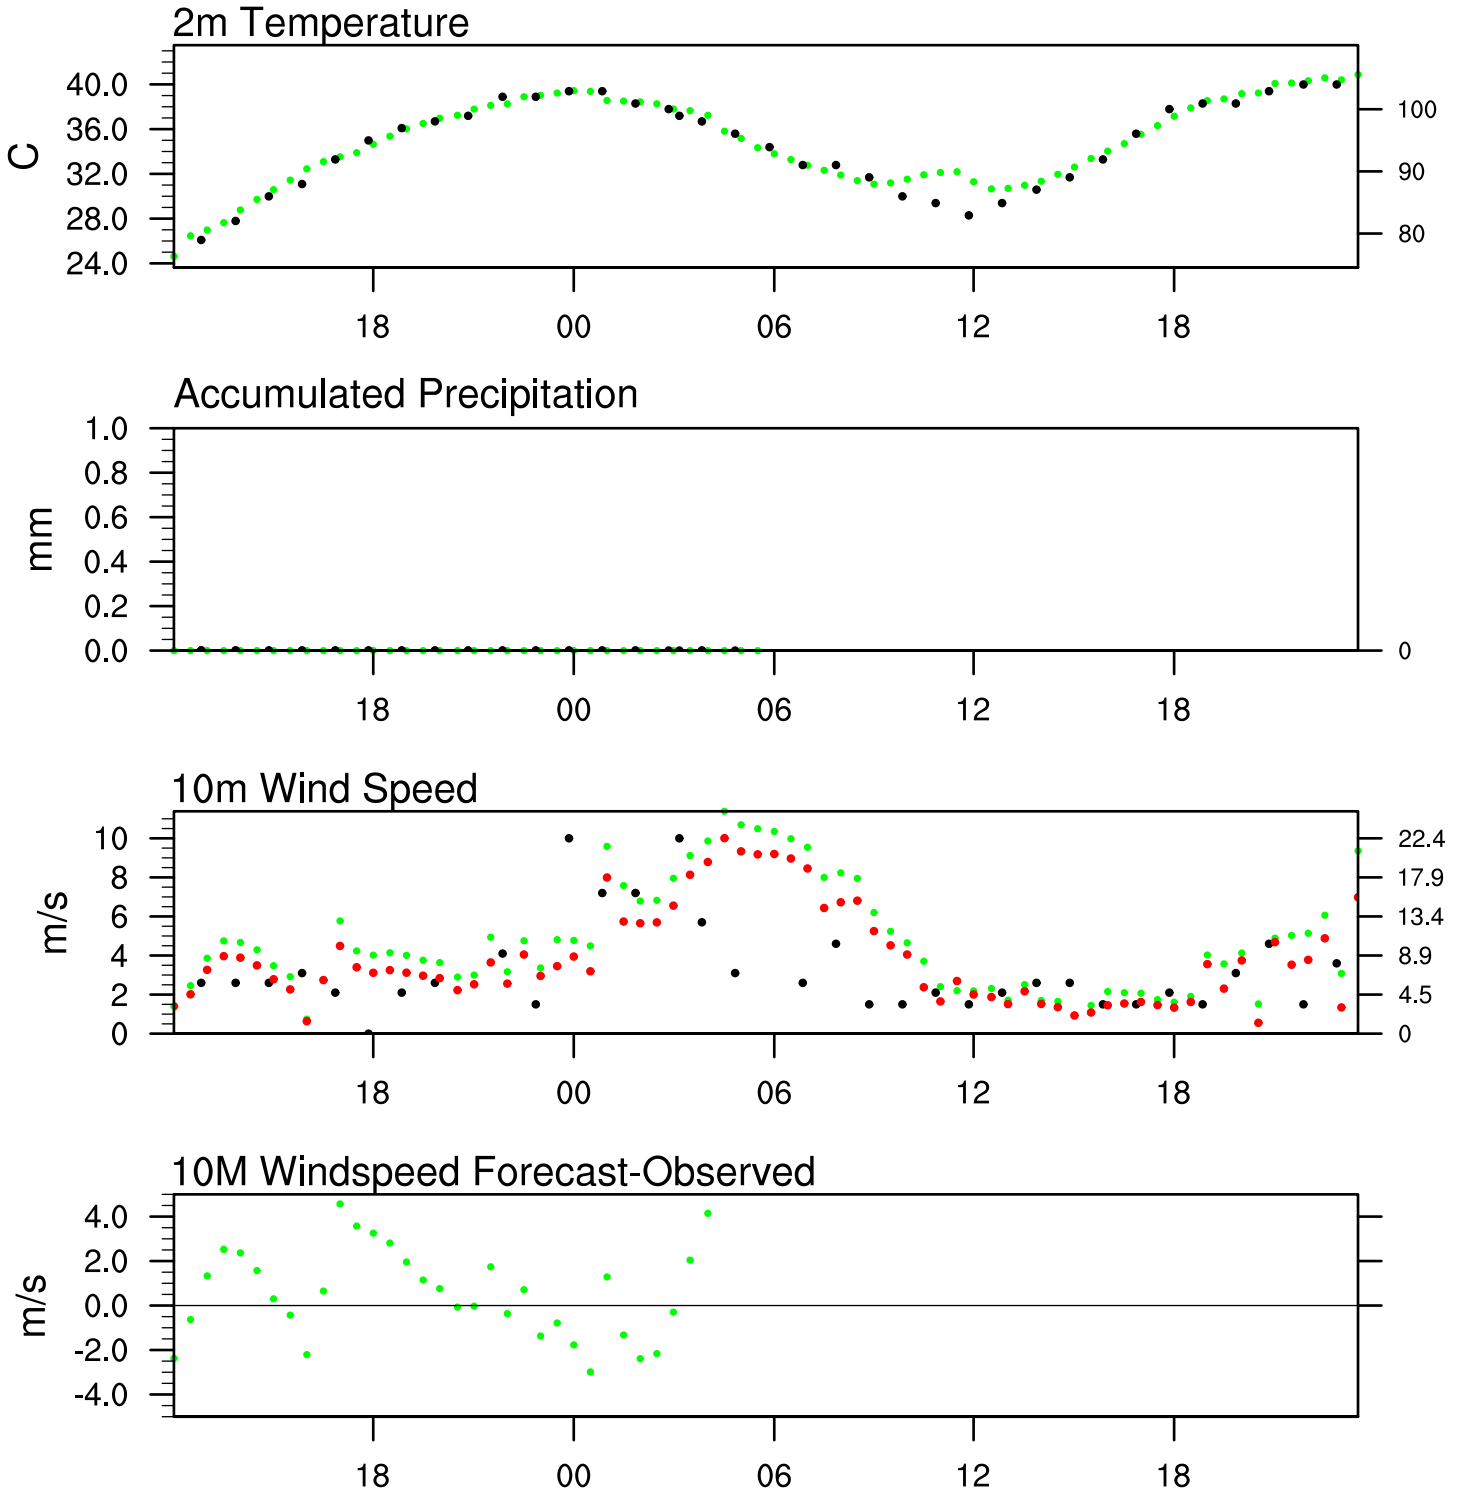 2m Temperature
40.0
36.0
32.0
28.0
24.0
C
100
90
80
18 00 06 12 18
Accumulated Precipitation
1.0
0.8
0.6
0.4
0.2
0.0
mm
0
18 00 06 12 18
10m Wind Speed
10
8
6
4
2
0
m/s
22.4
17.9
13.4
8.9
4.5
0
18 00 06 12 18
10M Windspeed Forecast-Observed
4.0
2.0
0.0
-2.0
-4.0
m/s
18 00 06 12 18